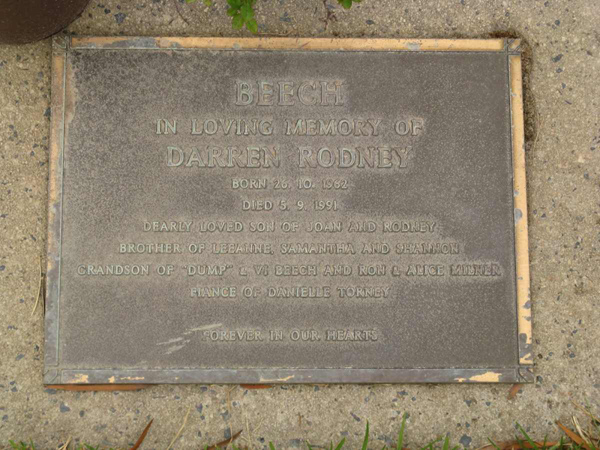 BEECH
IN LOVING MEMORY OF
DARREN RODNEY
BORN 26. 10. 1982
DIED 5. 9. 1991
DEARLY LOVED SON OF JOAN AND RODNEY
BROTHER OF LEEANNE, SAMANTHA AND SHANNON
GRANDSON OF "DUMP" & VI BEECH AND RON & ALICE MILNER
FIANCE OF DANIELLE TORNEY
FOREVER IN OUR HEARTS